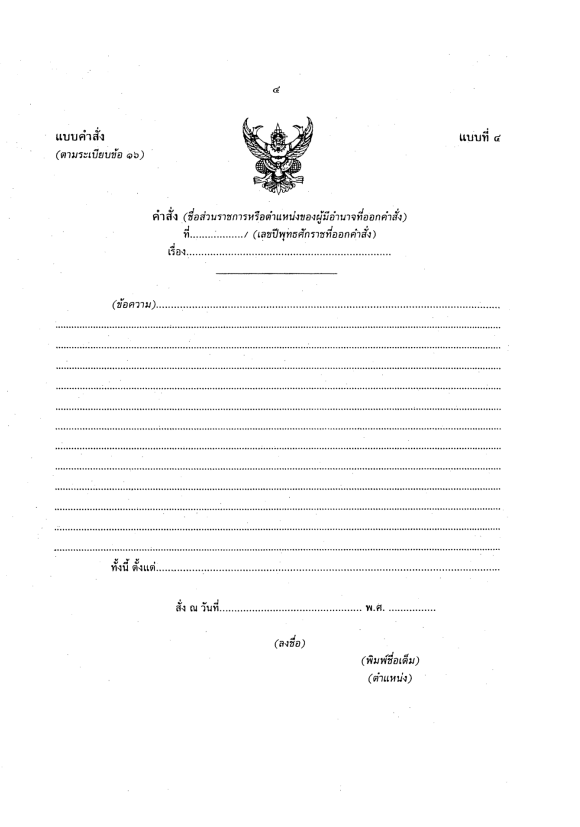 ๔
แบบคำสั่ง
แบบที่ ๔
(ตามระเบียบข้อ ๑๖)
คำสั่ง (ชื่อส่วนราชการหรือตำแหน่งของผู้มีอำนาจที่ออกคำสั่ง)
ที่................../ (เลขปีพุทธศักราชที่ออกคำสั่ง)
เรื่อง....................................................................
(ข้อความ)...................................................................................................................
ทั้งนี้ ตั้งแต่...................................................................................................................
สั่ง ณ วันที่................................................ พ.ศ. ................
(ลงชื่อ)
(พิมพ์ชื่อเต็ม)
(ตำแหน่ง)